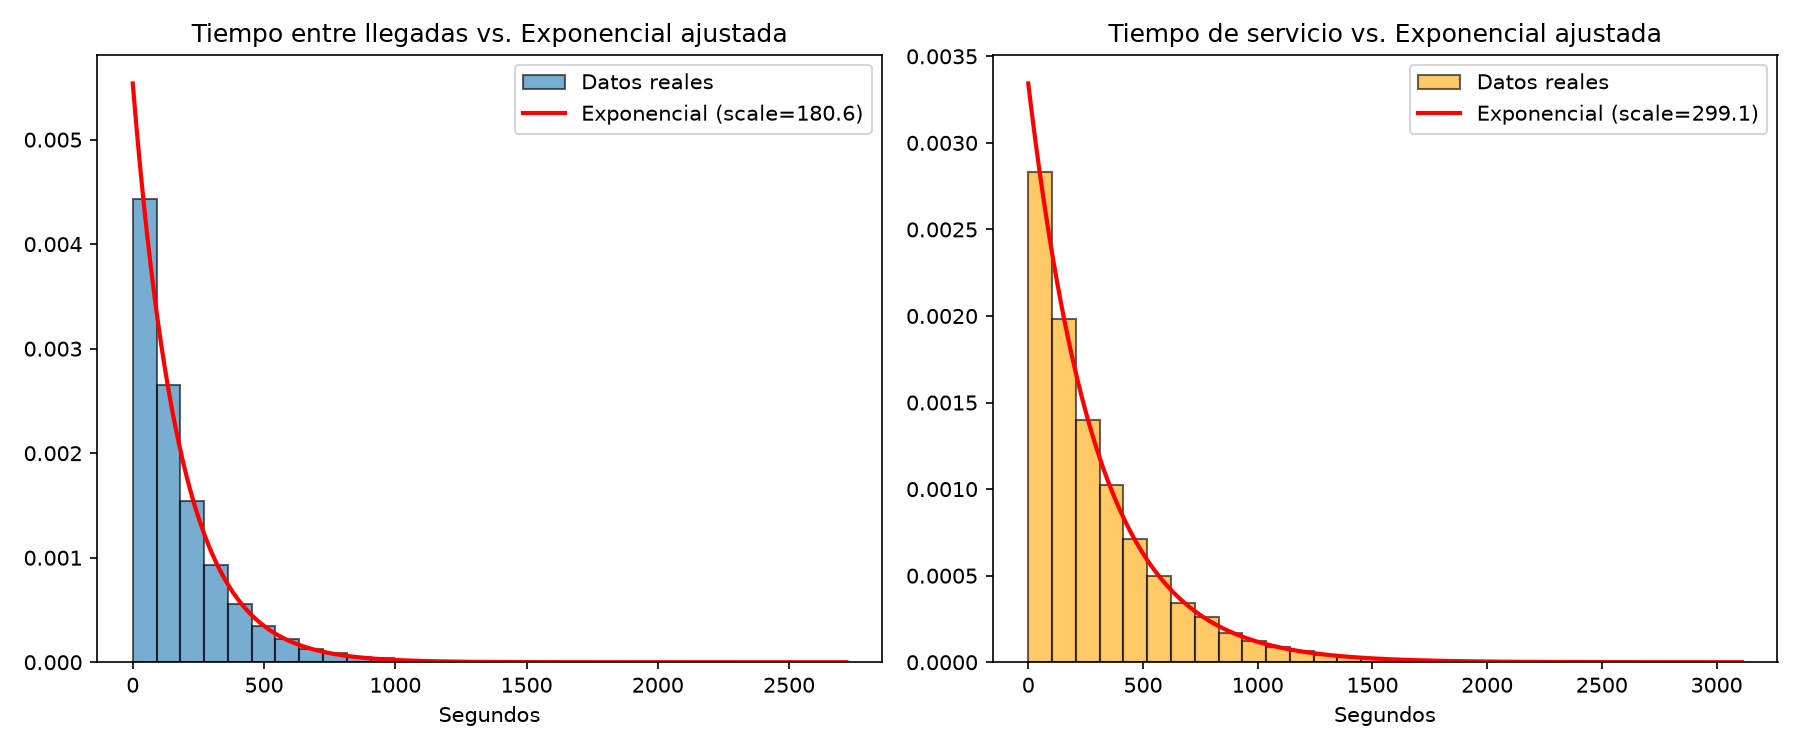 Tiempo entre llegadas vs. Exponencial ajustada
Datos reales
Exponencial (scale=180.6)
0.005
0.004
0.003
0.002
0.001
0.000
0 500 1000 1500 2000 2500
Segundos
Tiempo de servicio vs. Exponencial ajustada
Datos reales
Exponencial (scale=299.1)
0.0035
0.0030
0.0025
0.0020
0.0015
0.0010
0.0005
0.0000
0 500 1000 1500 2000 2500 3000
Segundos